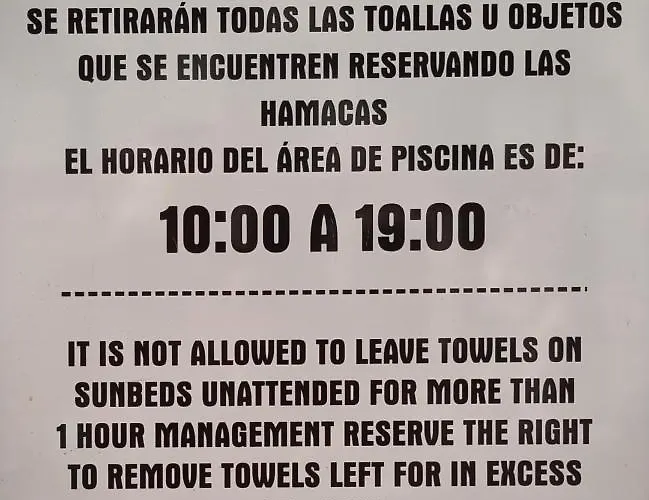 SE RETIRARÁN TODAS LAS TOALLAS U OBJETOS
QUE SE ENCUENTREN RESERVANDO LAS
HAMACAS
EL HORARIO DEL ÁREA DE PISCINA ES DE:
10:00 A 19:00
IT IS NOT ALLOWED TO LEAVE TOWELS ON
SUNBEDS UNATTENDED FOR MORE THAN
1 HOUR MANAGEMENT RESERVE THE RIGHT
TO REMOVE TOWELS LEFT FOR IN EXCESS